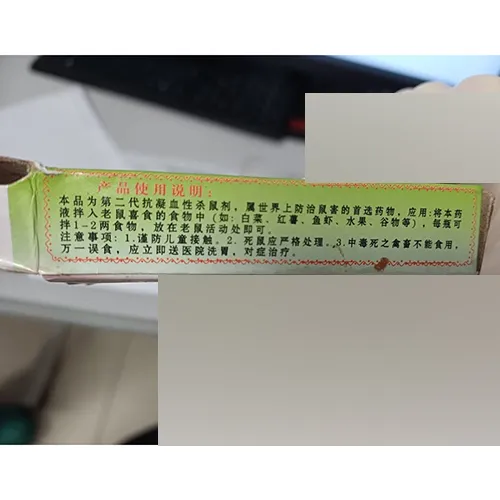 产品使用说明:
本品为第二代抗凝血性杀鼠剂，属世界上防治鼠害的首选药物，应用:将本药
液拌入老鼠喜食的食物中(如:白菜、红薯、鱼虾、水果、谷物等)，每瓶可
拌1-2两食物，放在老鼠活动处即可。
注意事项:1.谨防儿童接触。2.死鼠应严格处理。3.中毒死之禽畜不能食用，
万一误食，应立即送医院洗胃，对症治疗。